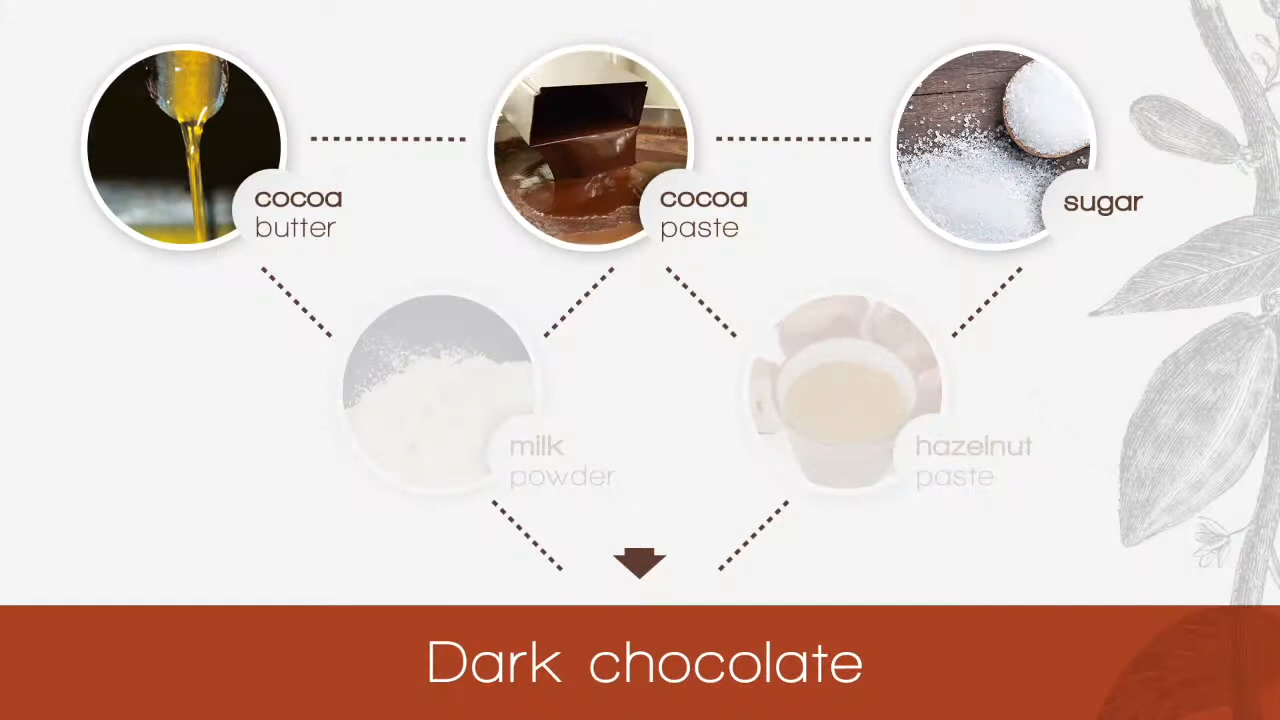 cocoa
butter
cocoa
paste
sugar
milk
powder
hazelnut
paste
Dark chocolate